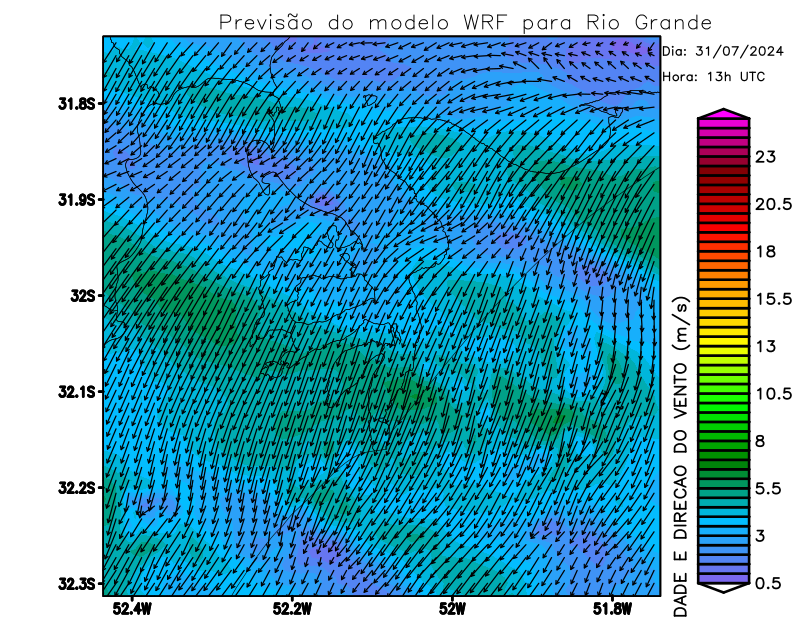 Previsão do modelo WRF para Rio Grande
Dia: 31/07/2024
Hora: 13h UTC
31.8S
31.9S
32S
32.1S
32.2S
32.3S
52.4W
52.2W
52W
51.8W
23
20.5
18
15.5
13
10.5
8
5.5
3
0.5
DADE E DIRECAO DO VENTO (m/s)